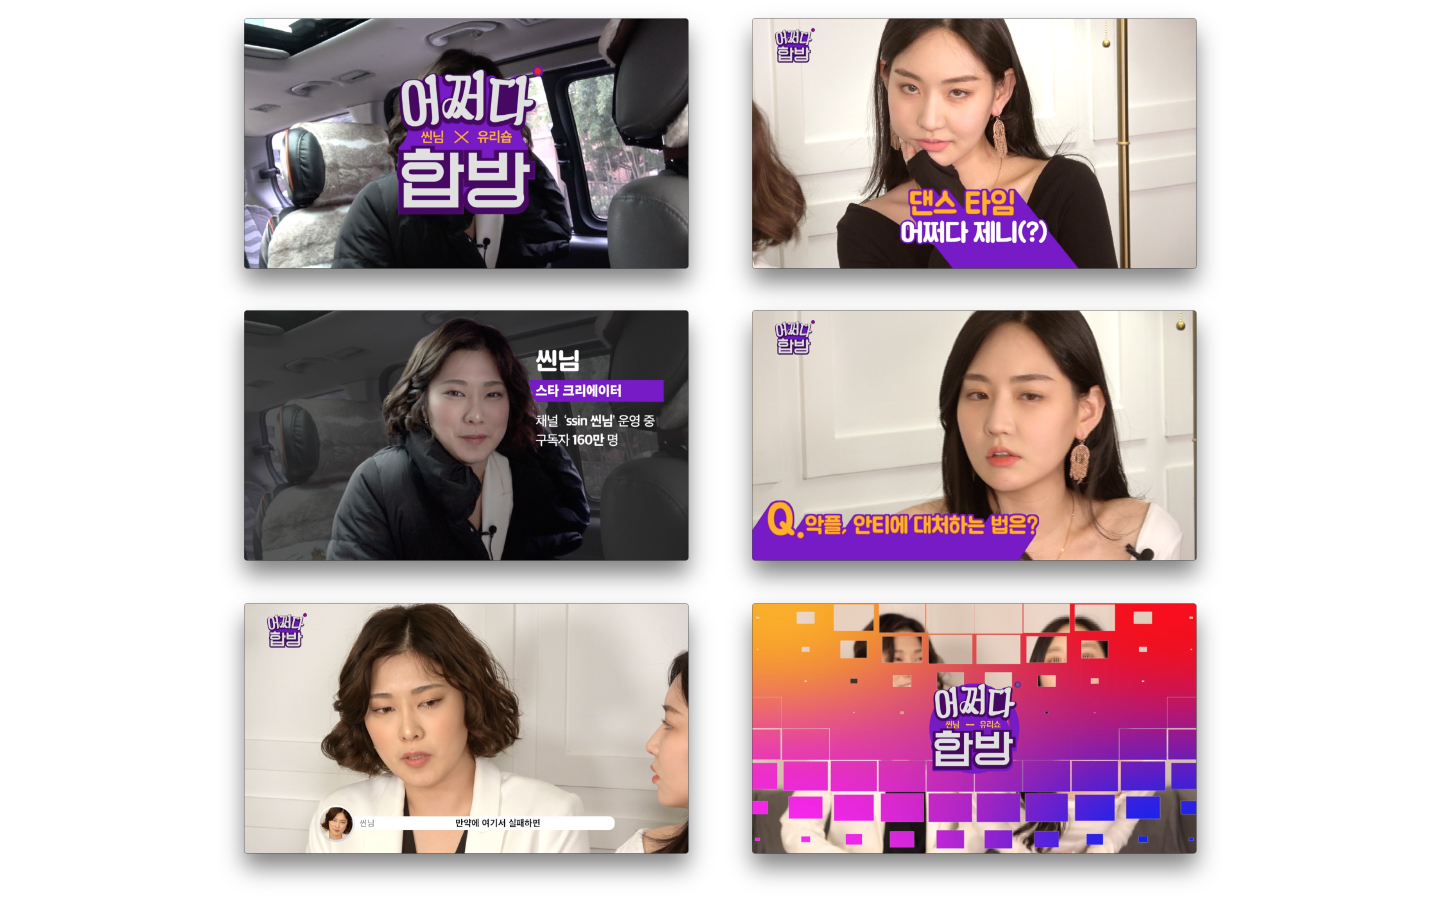 어쩌다
씬님 X 유리숍
합방
어쩌다
합방
댄스 타임
어쩌다 제니(?)
씬님
스타 크리에이터
채널 'ssin 씬님' 운영 중
구독자 160만 명
어쩌다
합방
Q. 악플, 안티에 대처하는 법은?
어쩌다
합방
씬님
만약에 여기서 실패하면
어쩌다
씬님 유리쇼
합방